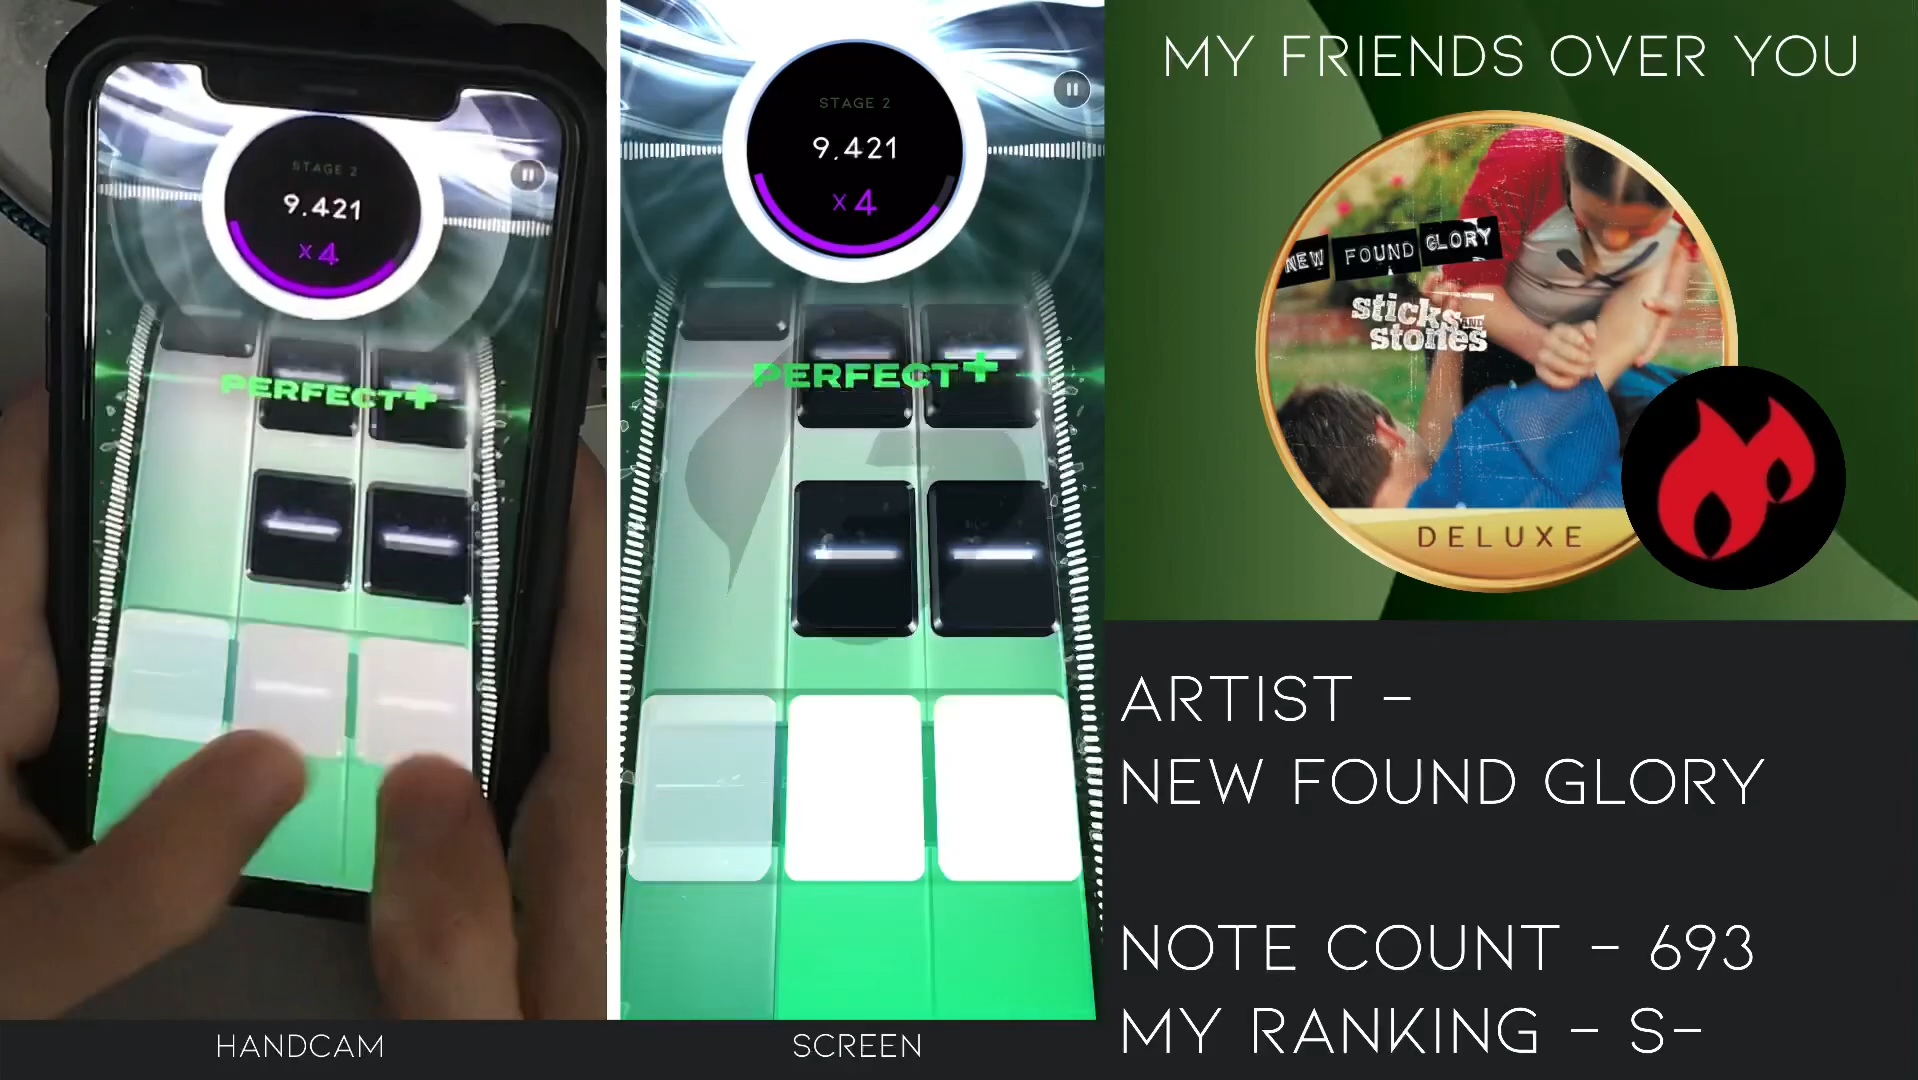 STAGE 2
9.421
x4
PERFECT+
HANDCAM
STAGE 2
9,421
x4
PERFECT+
SCREEN
MY FRIENDS OVER YOU
NEW FOUND GLORY
sticks AND
stones
DELUXE
ARTIST -
NEW FOUND GLORY
NOTE COUNT - 693
MY RANKING - S-